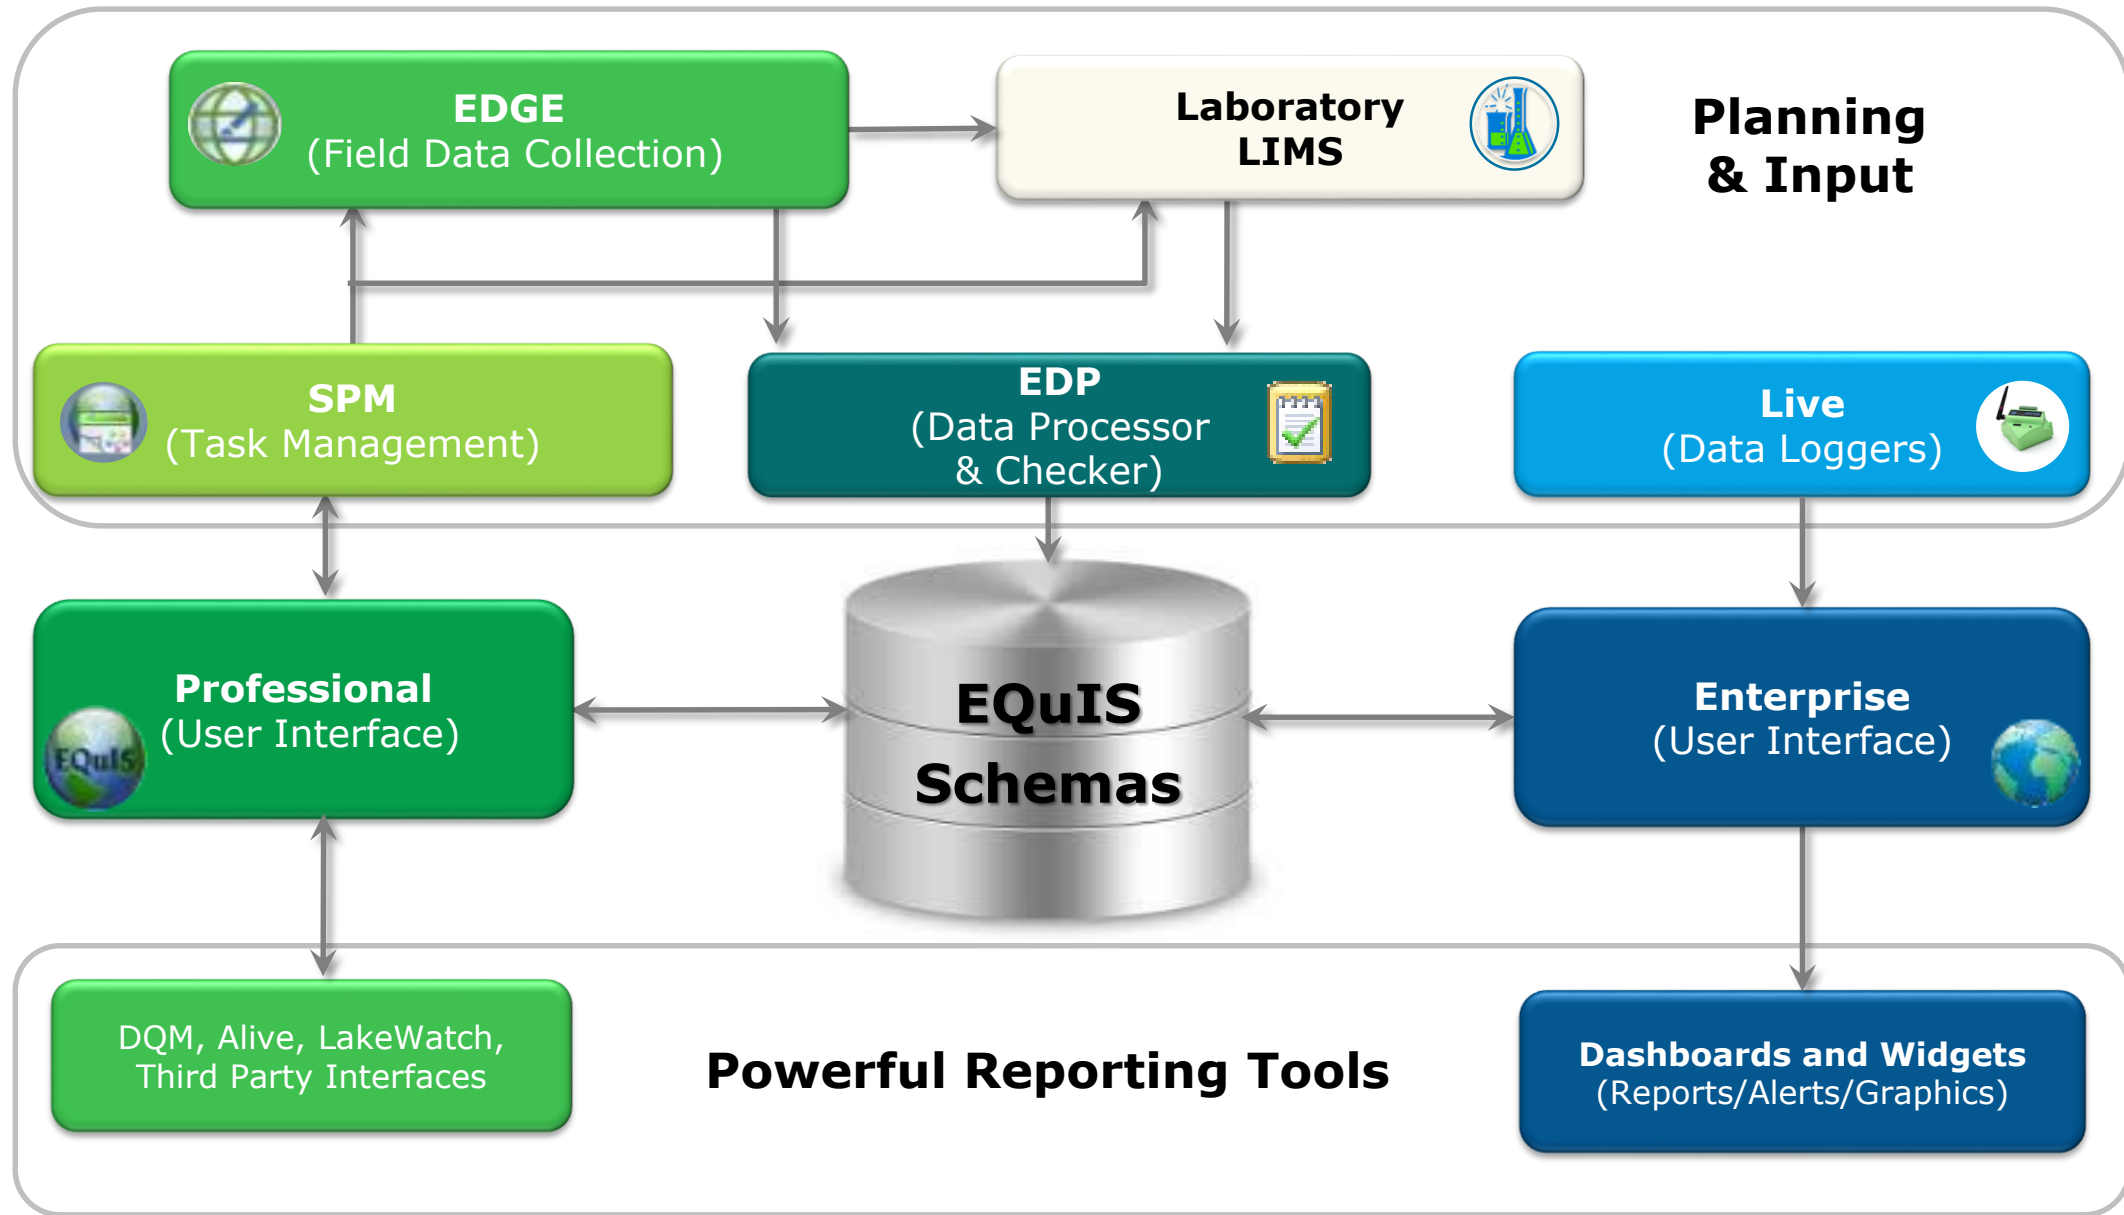 EDGE
(Field Data Collection)
Laboratory
LIMS
Planning
& Input
SPM
(Task Management)
EDP
(Data Processor
& Checker)
Live
(Data Loggers)
Professional
(User Interface)
EQuIS
EQuIS
Schemas
Enterprise
(User Interface)
DQM, Alive, LakeWatch,
Third Party Interfaces
Powerful Reporting Tools
Dashboards and Widgets
(Reports/Alerts/Graphics)